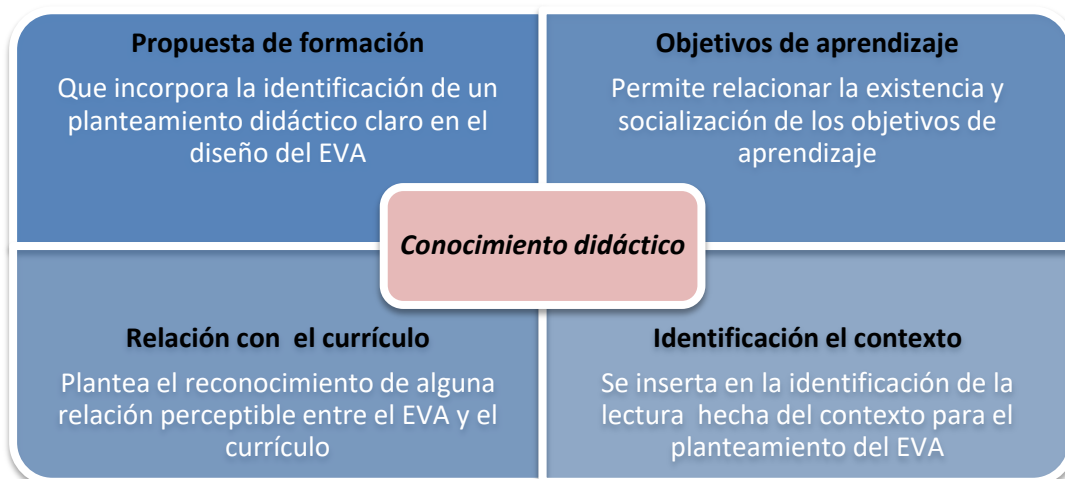 Propuesta de formación
Que incorpora la identificación de un
planteamiento didáctico claro en el
diseño del EVA
Objetivos de aprendizaje
Permite relacionar la existencia y
socialización de los objetivos de
aprendizaje
Conocimiento didáctico
Relación con el currículo
Plantea el reconocimiento de alguna
relación perceptible entre el EVA y el
currículo
Identificación el contexto
Se inserta en la identificación de la
lectura hecha del contexto para el
planteamiento del EVA